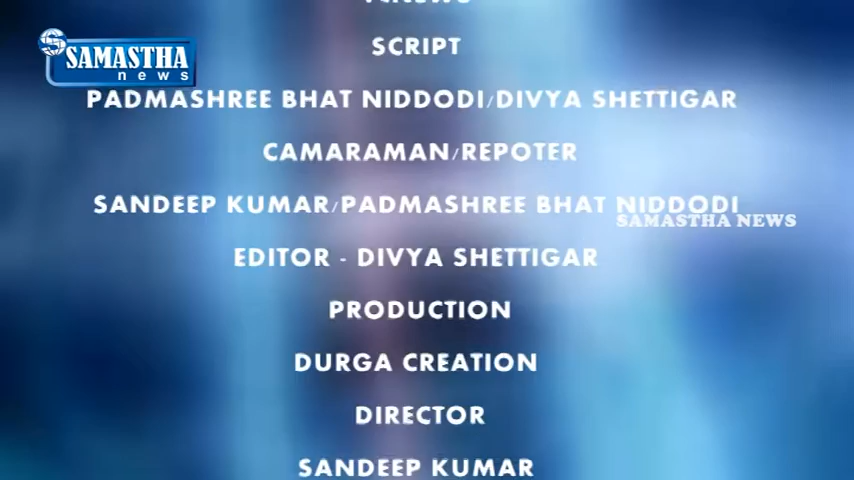 SAMASTHA
news
SCRIPT
PADMASHREE BHAT NIDDODI/DIVYA SHETTIGAR
CAMARAMAN/REPOTER
SANDEEP KUMAR/PADMASHREE BHAT NIDDODI
SAMASTHA NEWS
EDITOR - DIVYA SHETTIGAR
PRODUCTION
DURGA CREATION
DIRECTOR
SANDEEP KUMAR